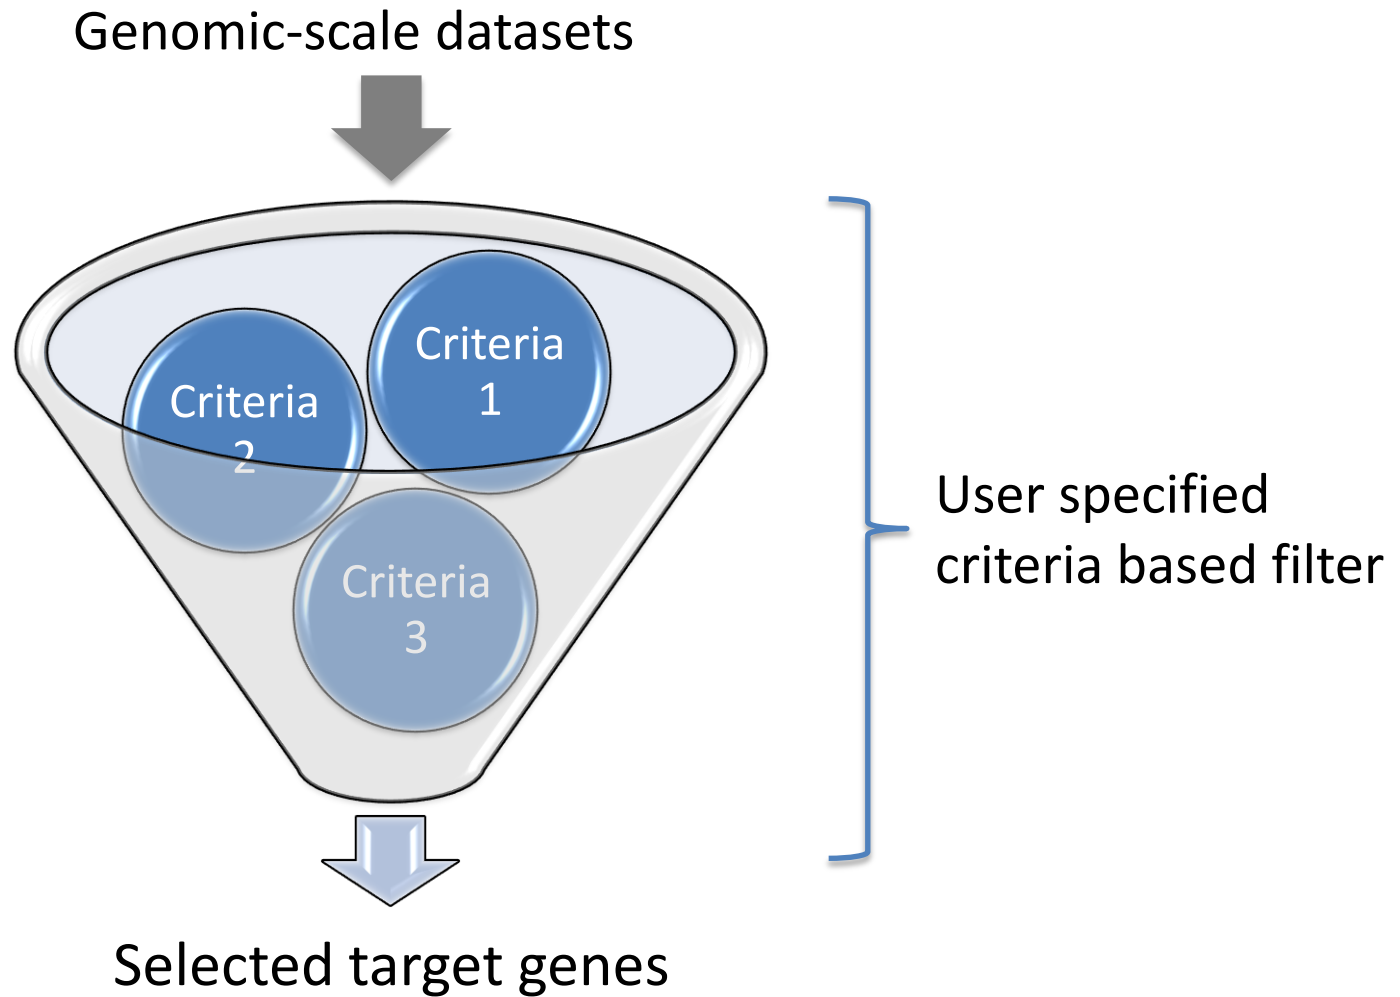 Genomic-scale datasets
Criteria
1
Criteria
2
Criteria
3
User specified
criteria based filter
Selected target genes